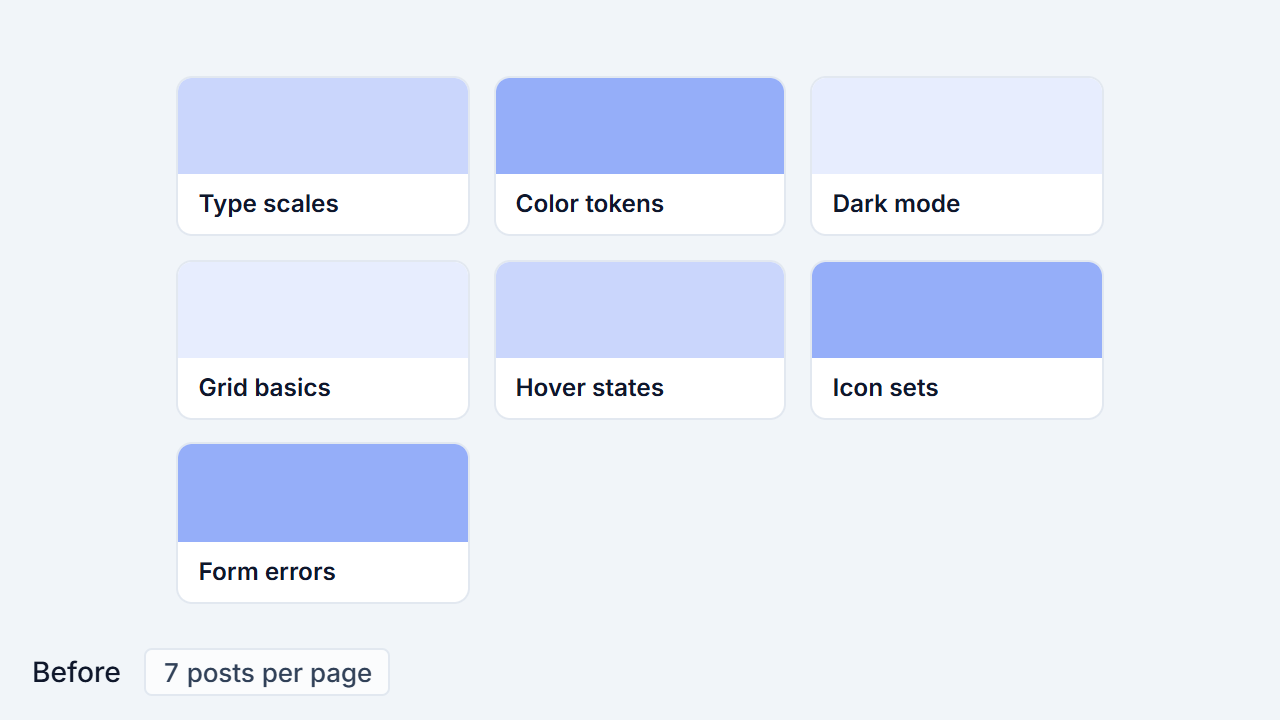 Type scales
Color tokens
Dark mode
Grid basics
Hover states
Icon sets
Form errors
Before
7 posts per page